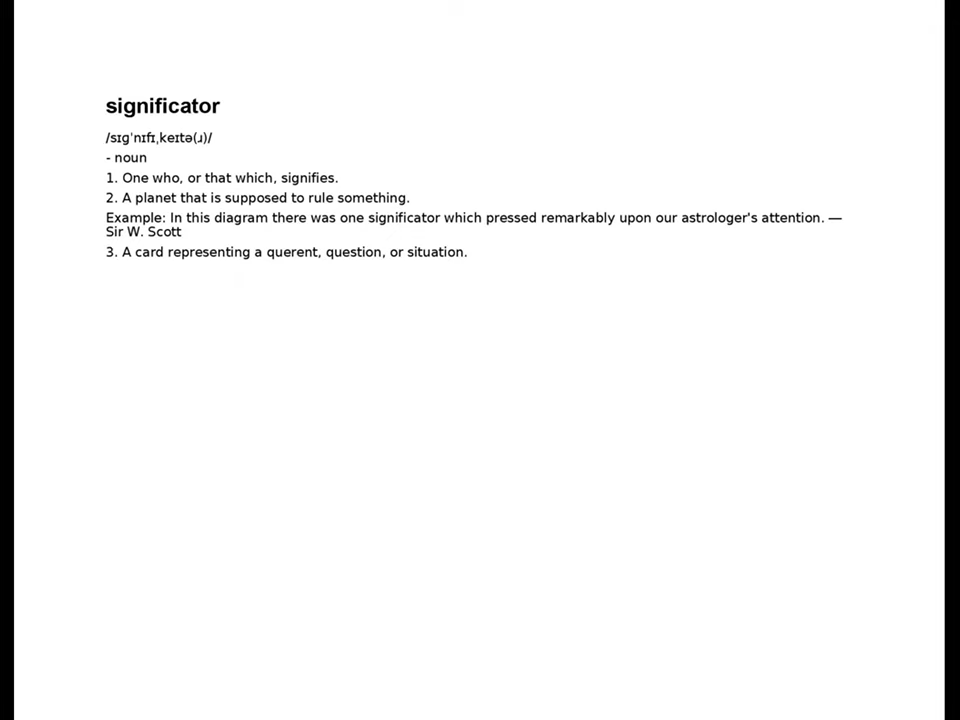 significator
/sɪɡˈnɪfɪˌkeɪtə(ɹ)/
- noun
1. One who, or that which, signifies.
2. A planet that is supposed to rule something.
Example: In this diagram there was one significator which pressed remarkably upon our astrologer's attention. —
Sir W. Scott
3. A card representing a querent, question, or situation.